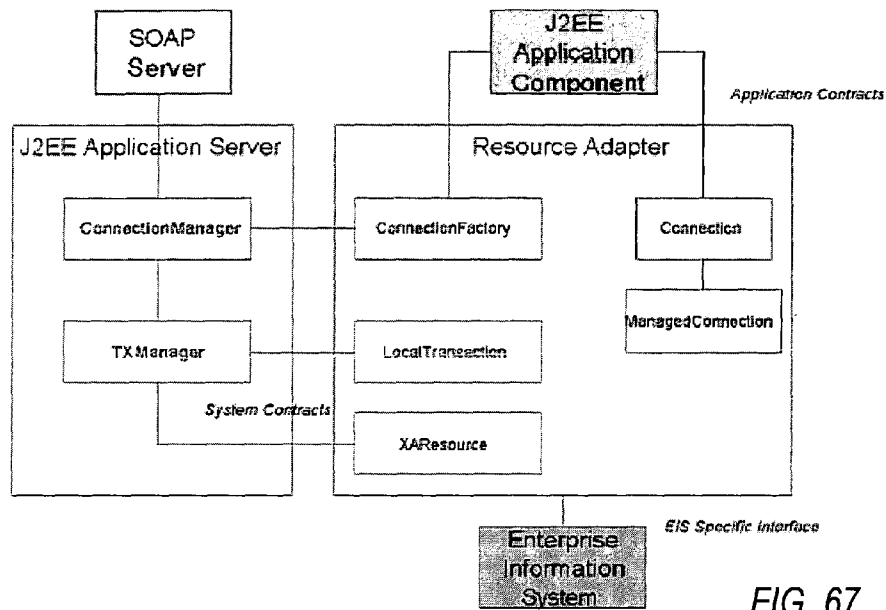 SOAP
Server
J2EE
Application
Component
Application Contracts
J2EE Application Server
Resource Adapter
ConnectionManager
ConnectionFactory
Connection
ManagedConnection
TXManager
LocalTransaction
System Contracts
XAResource
EIS Specific Interface
Enterprise
Information
System
FIG. 67